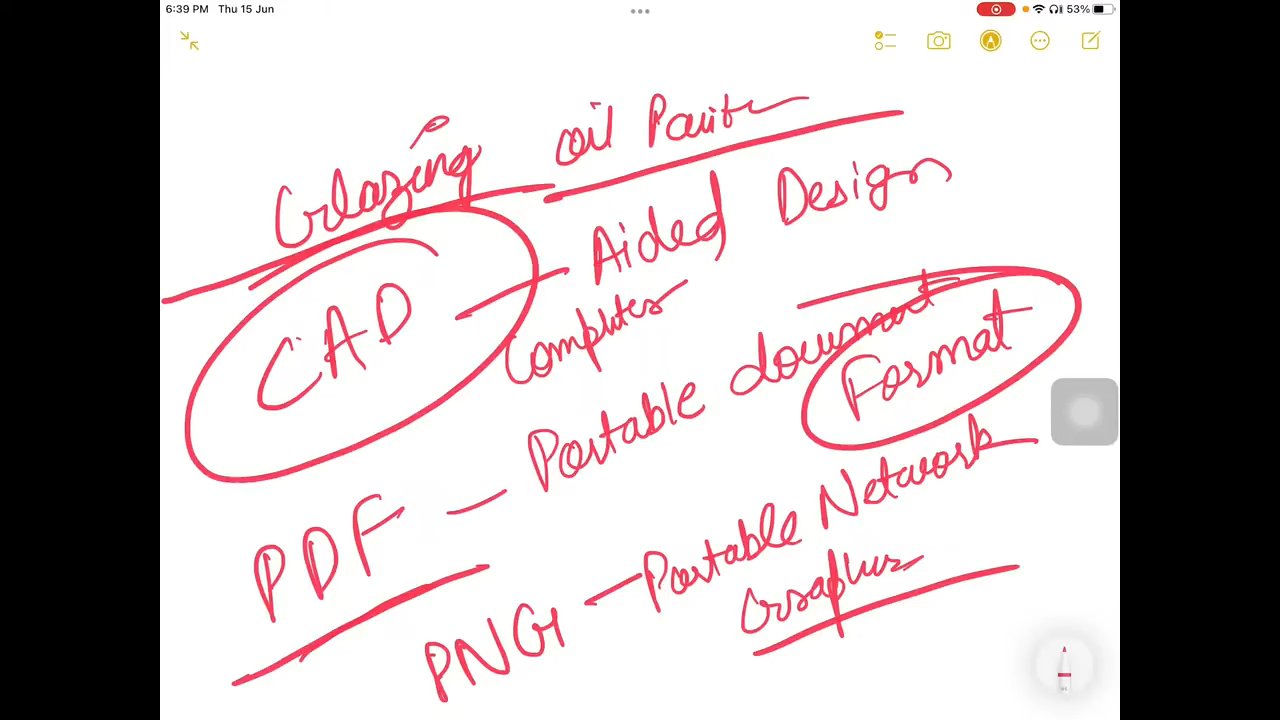 6:39 PM Thu 15 Jun
53%
Glazing - oil Paint
CAD - Aided Design
Computer
PDF - Portable document
Format
PNG - Portable Network
Graphics